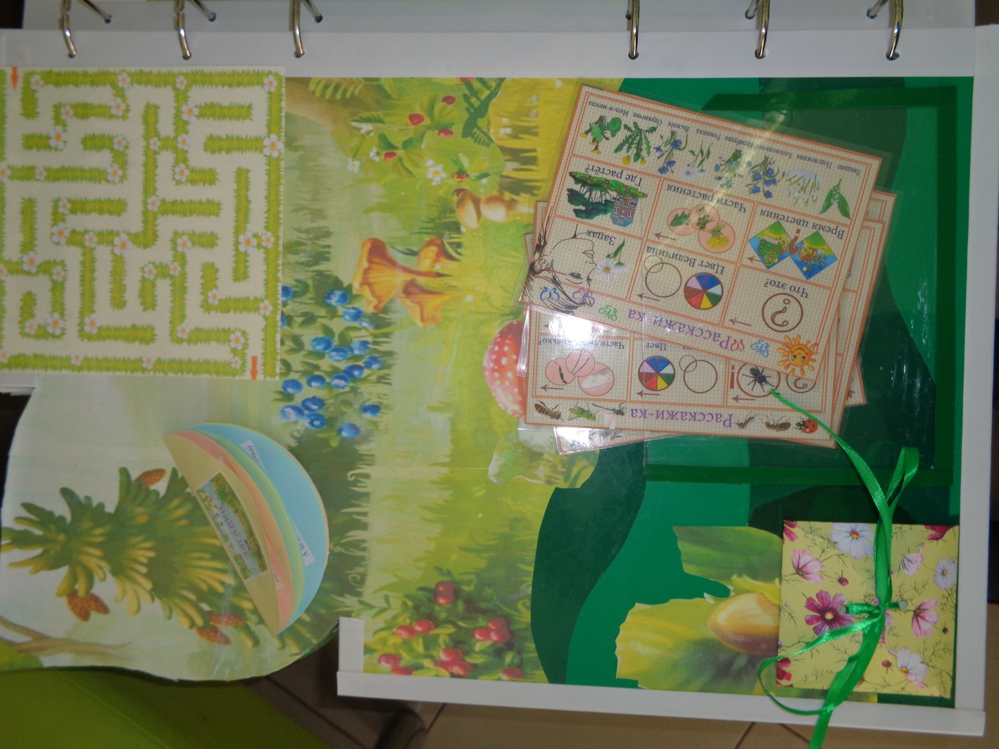 Расскажи-ка
Что это?
Цвет Величина
Запах
Время цветения
Части растения
Где растёт?
Ландыш Подснежник Колокольчик Незабудка Ромашка Василёк Одуванчик Мать-и-мачеха
Расскажи-ка
Цвет
Части